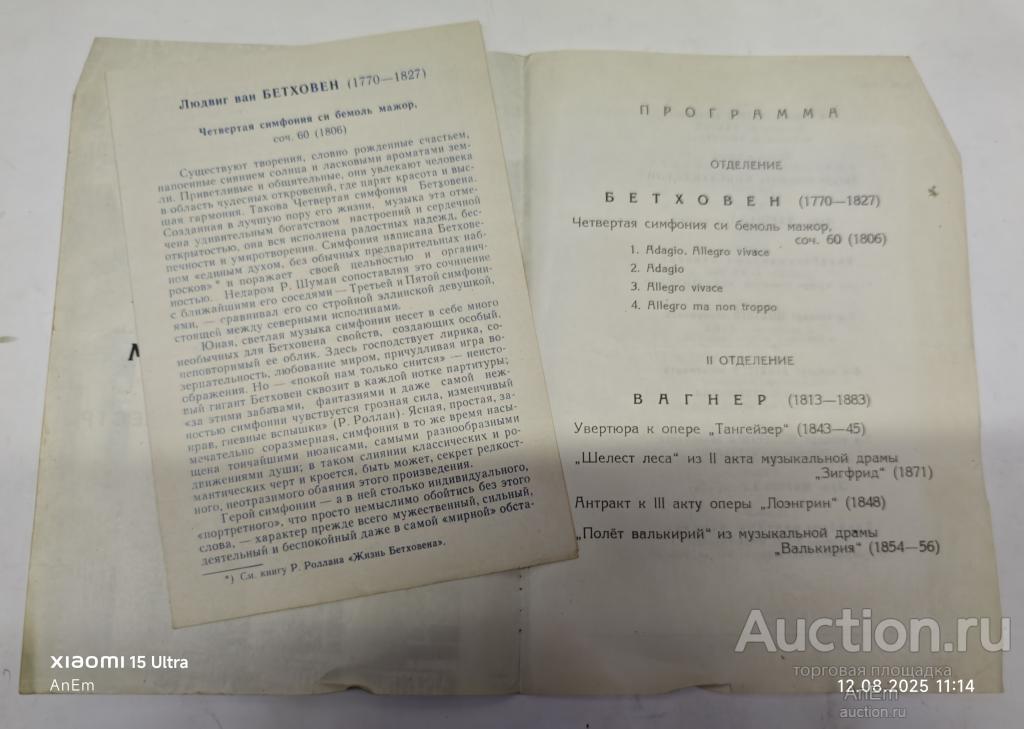 Людвиг ван БЕТХОВЕН (1770—1827)
Четвертая симфония си бемоль мажор,
соч. 60 (1806)
Существуют творения, словно рожденные счастьем,
напоенные сиянием солнца и ласковыми ароматами зем-
ли. Приветливые и общительные, они увлекают человека
в область чудесных откровений, где парят красота и выс-
шая гармония. Такова Четвертая симфония Бетховена.
Созданная в лучшую пору его жизни, музыка эта отме-
чена удивительным богатством настроений и сердечной
открытостью, она вся исполнена радостных надежд, бес-
печности и умиротворения. Симфония написана Бетхове-
ном «единым духом, без обычных предварительных наб-
росков»* и поражает своей цельностью и органич-
ностью. Недаром Р. Шуман сопоставляя это сочинение
с ближайшими его соседями — Третьей и Пятой симфони-
ями, — сравнивал его со стройной эллинской девушкой,
стоящей между северными исполинами.
Юная, светлая музыка симфонии несет в себе много
необычных для Бетховена свойств, создающих особый,
неповторимый ее облик. Здесь господствует лирика, со-
зерцательность, любование миром, причудливая игра во-
ображения. Но — «покой нам только снится» — неисто-
вый гигант Бетховен сквозит в каждой нотке партитуры;
«за этими забавами, фантазиями и даже самой неж-
ностью симфонии чувствуется грозная сила, изменчивый
нрав, гневные вспышки» (Р. Роллан). Ясная, простая, за-
мечательно соразмерная, симфония в то же время насы-
щена тончайшими нюансами, самыми разнообразными
движениями души; в таком слиянии классических и ро-
мантических черт и кроется, быть может, секрет редкост-
ного, неотразимого обаяния этого произведения.
Герой симфонии — а в ней столько индивидуального,
«портретного», что просто немыслимо обойтись без этого
слова, — характер прежде всего мужественный, сильный,
деятельный и беспокойный даже в самой «мирной» обста-
*) См. книгу Р. Роллана «Жизнь Бетховена».
ПРОГРАММА
ОТДЕЛЕНИЕ
БЕТХОВЕН (1770—1827)
Четвертая симфония си бемоль мажор,
соч. 60 (1806)
1. Adagio. Allegro vivace
2. Adagio
3. Allegro vivace
4. Allegro ma non troppo
II ОТДЕЛЕНИЕ
ВАГНЕР (1813—1883)
Увертюра к опере „Тангейзер“ (1843—45)
„Шелест леса“ из II акта музыкальной драмы
„Зигфрид“ (1871)
Антракт к III акту оперы „Лоэнгрин“ (1848)
„Полёт валькирий“ из музыкальной драмы
„Валькирия“ (1854—56)
Auction.ru
торговая площадка
AnEm
auction.ru
XIAOMI 15 Ultra
AnEm
12.08.2025 11:14